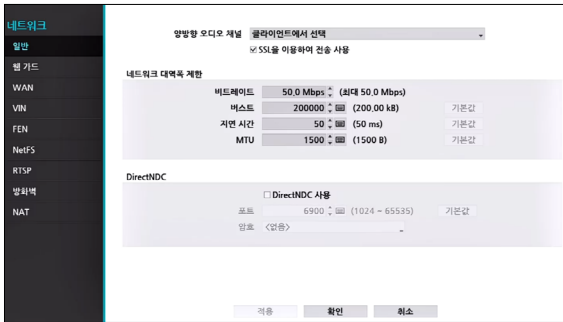 네트워크
일반
웹 가드
WAN
VIN
FEN
NetFS
RTSP
방화벽
NAT
양방향 오디오 채널 클라이언트에서 선택
SSL을 이용하여 전송 사용
네트워크 대역폭 제한
비트레이트 50,0 Mbps (최대 50,0 Mbps)
버스트 200000 (200,00 kB) 기본값
지연 시간 50 (50 ms) 기본값
MTU 1500 (1500 B) 기본값
DirectNDC
DirectNDC 사용
포트 6900 (1024 ~ 65535) 기본값
암호 <없음>
적용 확인 취소